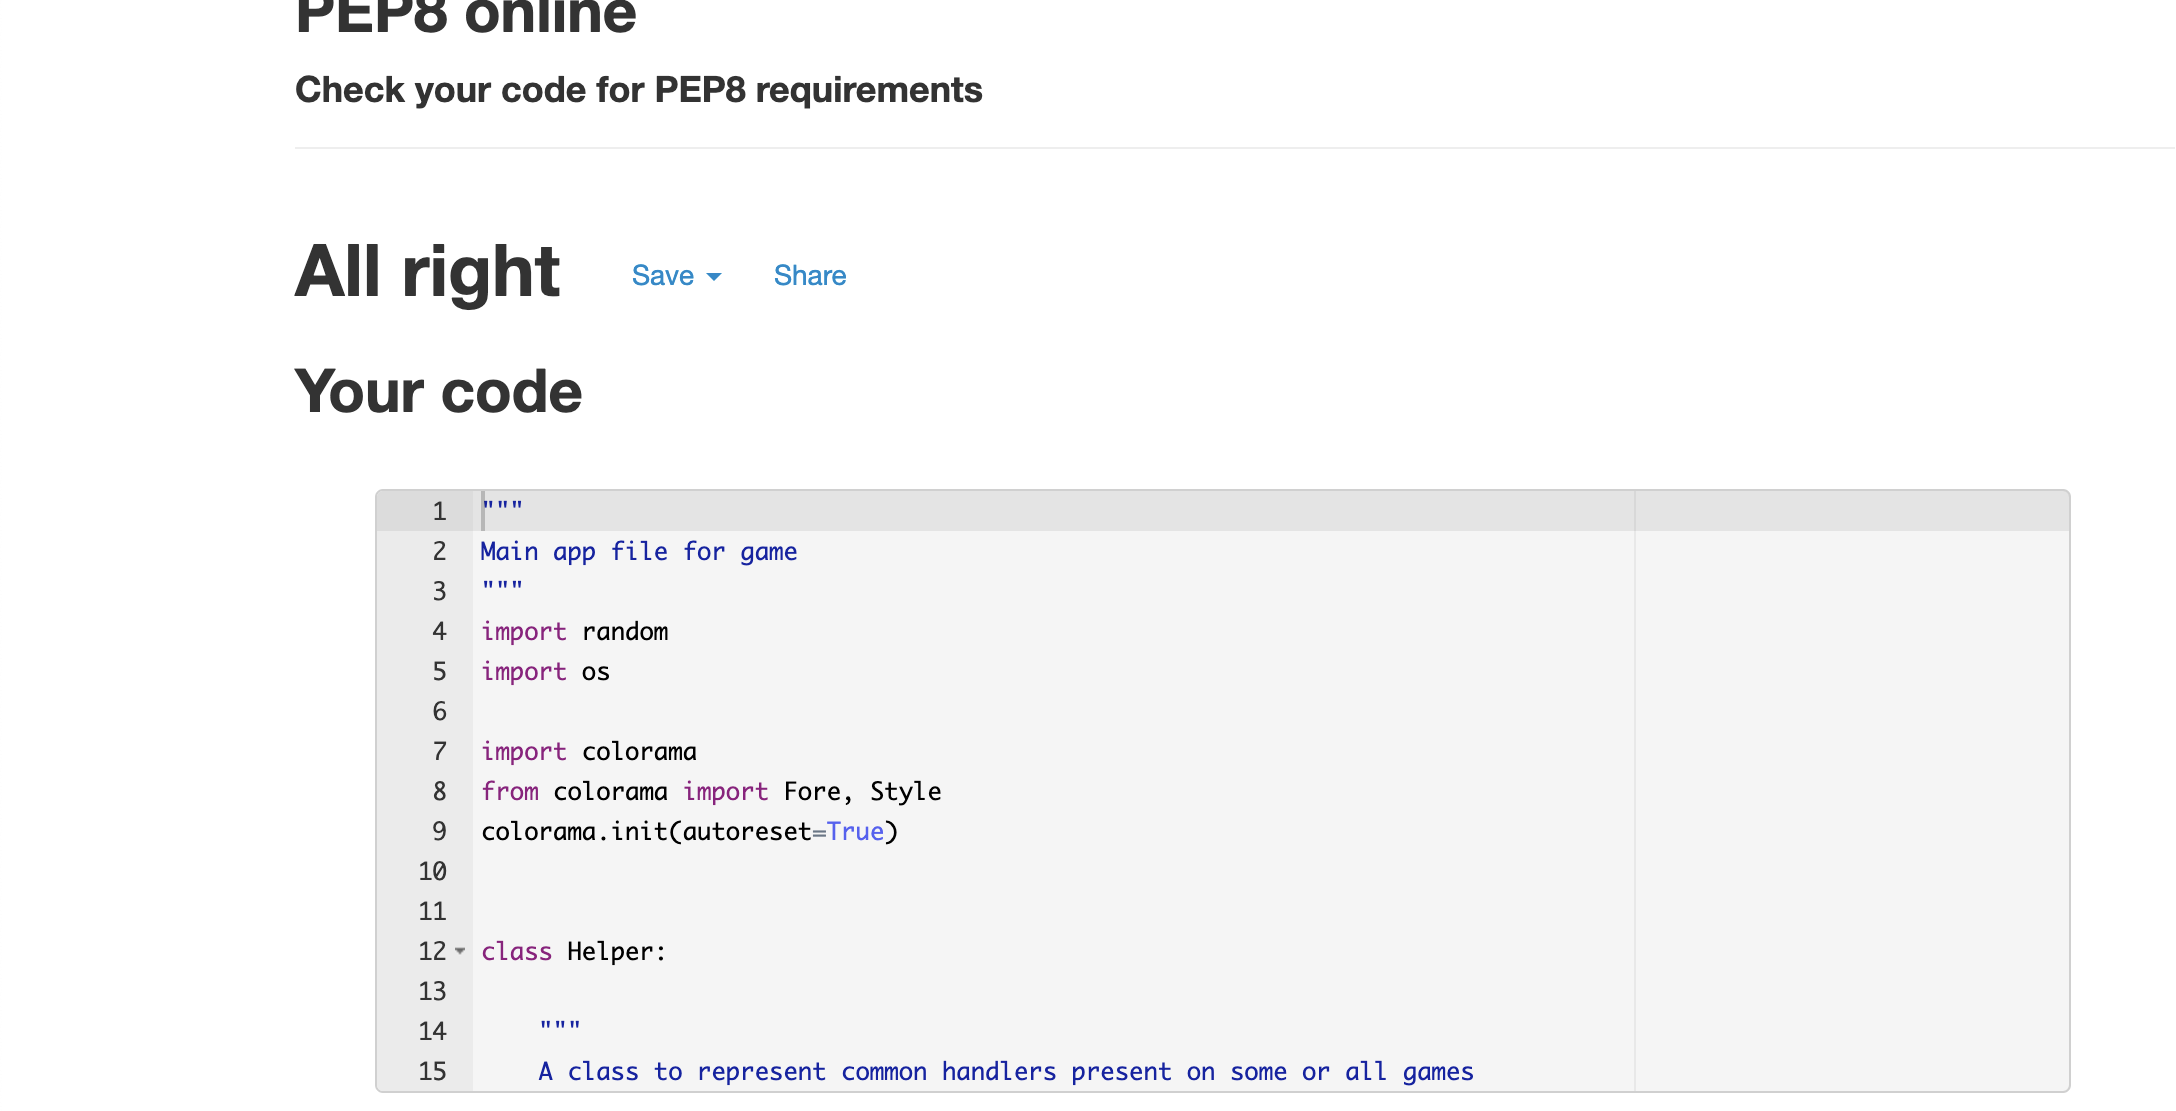 PEP8 online
Check your code for PEP8 requirements
All right Save Share
Your code
1 """
2 Main app file for game
3 """
4 import random
5 import os
6
7 import colorama
8 from colorama import Fore, Style
9 colorama.init(autoreset=True)
10
11
12 class Helper:
13
14     """
15     A class to represent common handlers present on some or all games